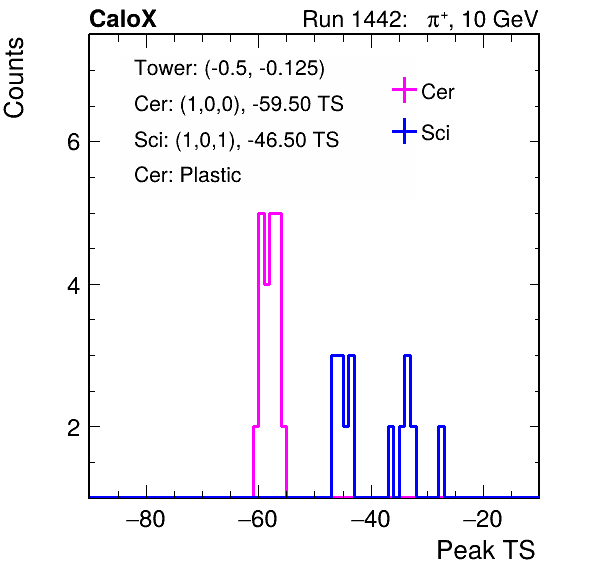 CaloX Run 1442: π⁺, 10 GeV
Counts
Tower: (-0.5, -0.125)
Cer: (1,0,0), -59.50 TS
Sci: (1,0,1), -46.50 TS
Cer: Plastic
Cer
Sci
6
4
2
−80 −60 −40 −20
Peak TS